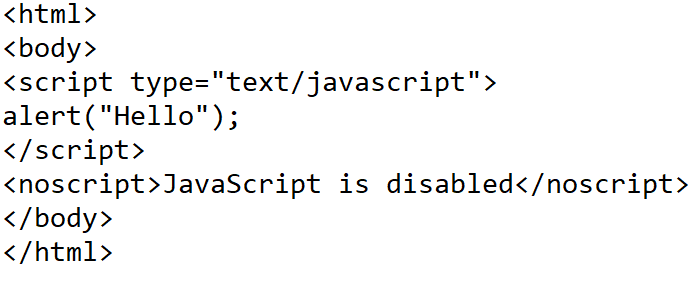 <html>
<body>
<script type="text/javascript">
alert("Hello");
</script>
<noscript>JavaScript is disabled</noscript>
</body>
</html>